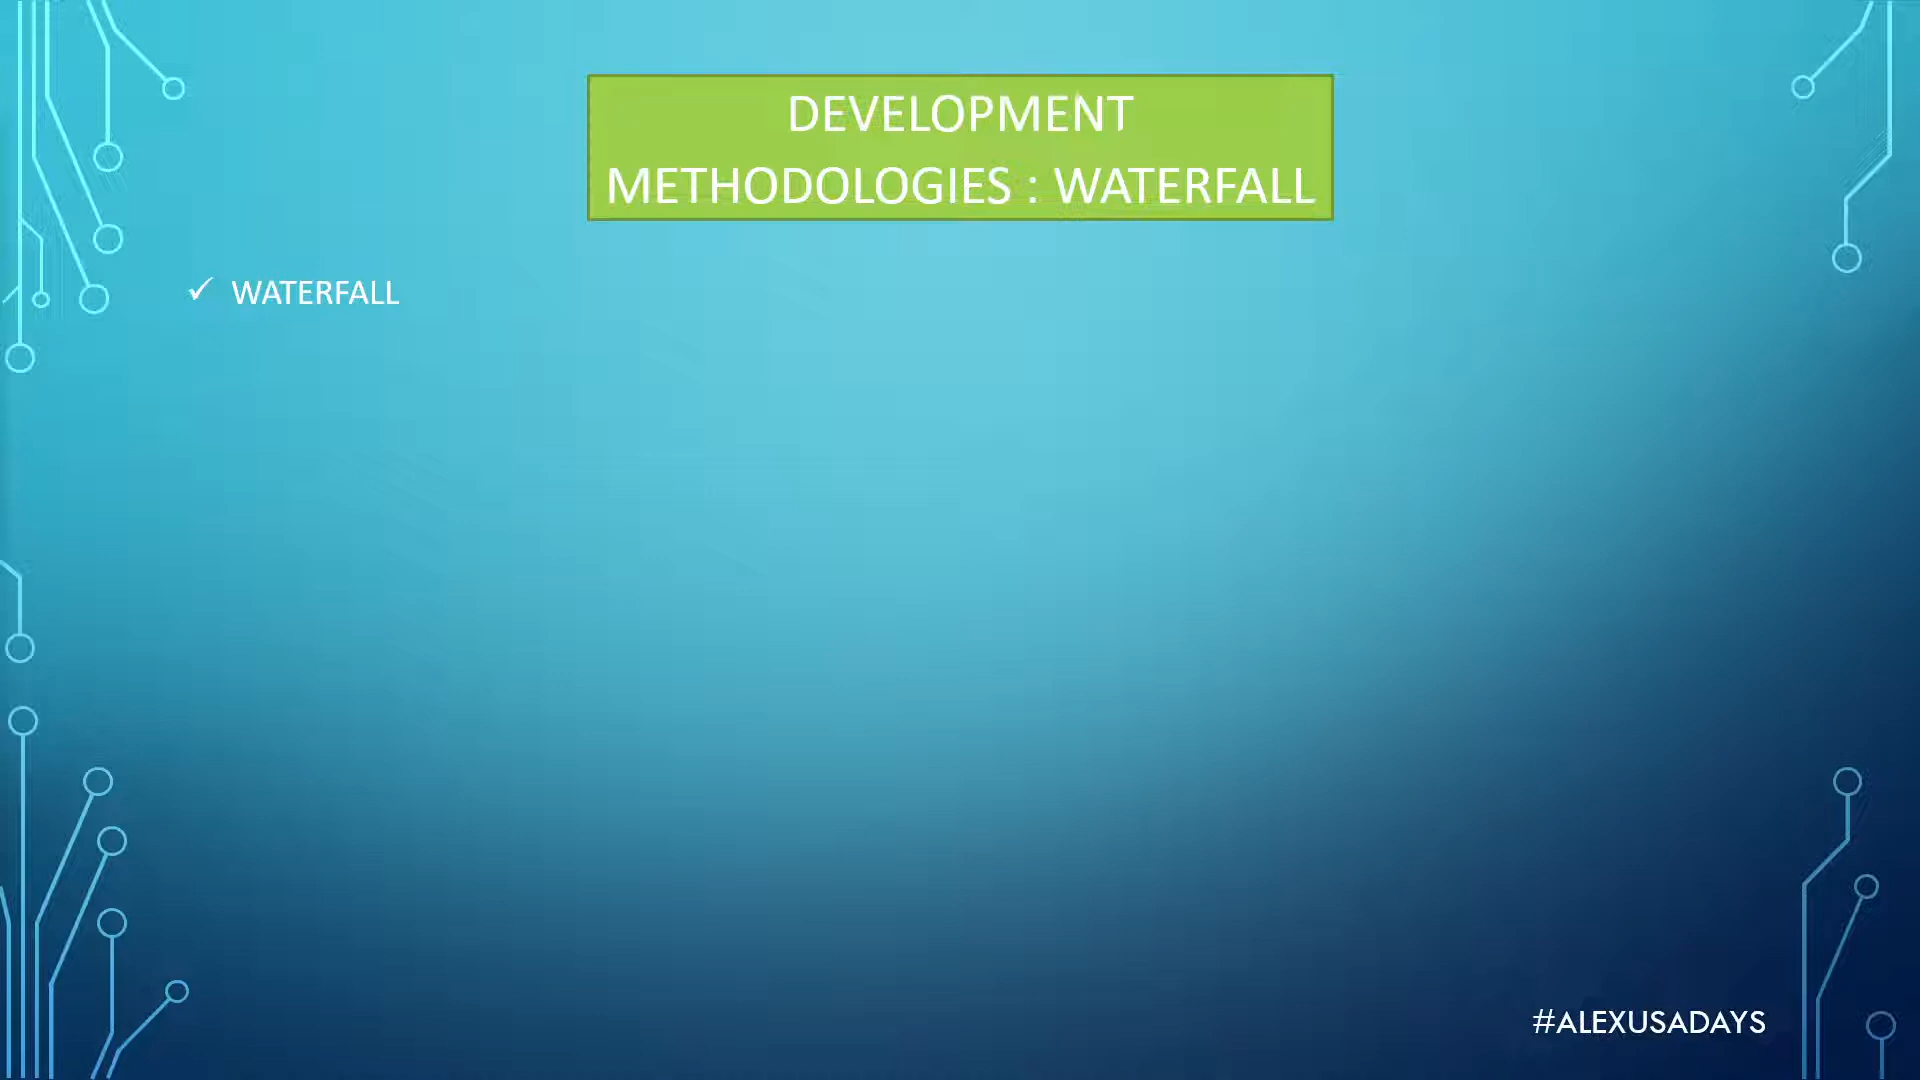 DEVELOPMENT
METHODOLOGIES : WATERFALL
✓ WATERFALL
#ALEXUSADAYS